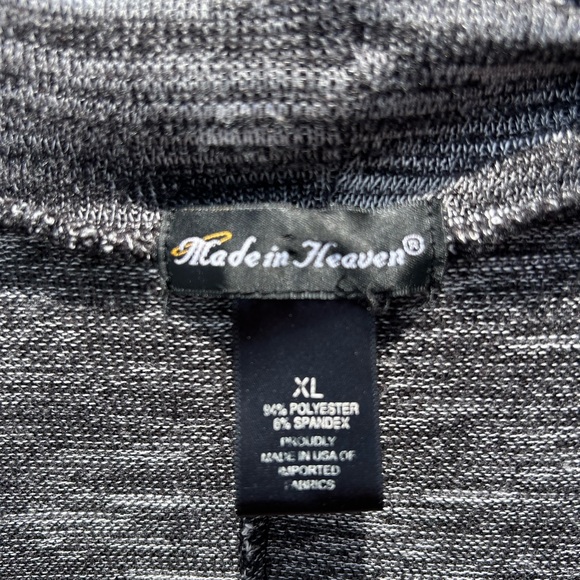 Made in Heaven®
XL
94% POLYESTER
6% SPANDEX
PROUDLY
MADE IN USA OF
IMPORTED
FABRICS